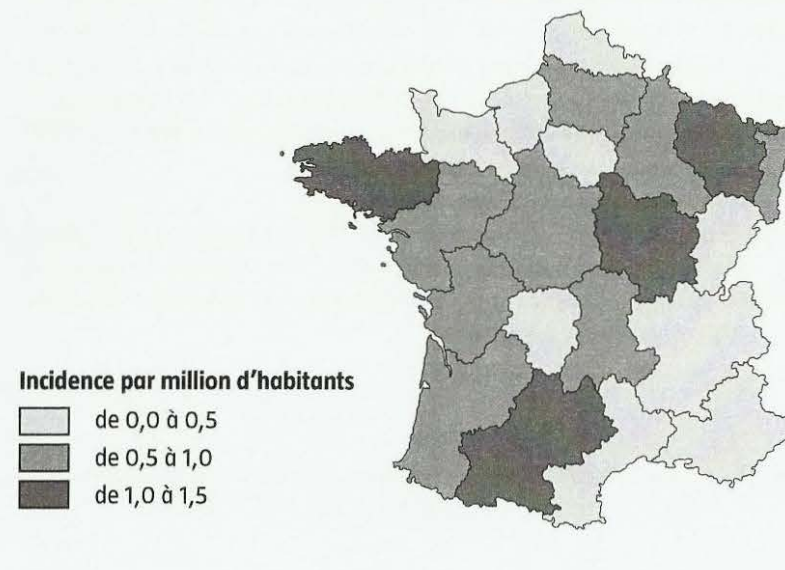 Incidence par million d'habitants
de 0,0 à 0,5
de 0,5 à 1,0
de 1,0 à 1,5